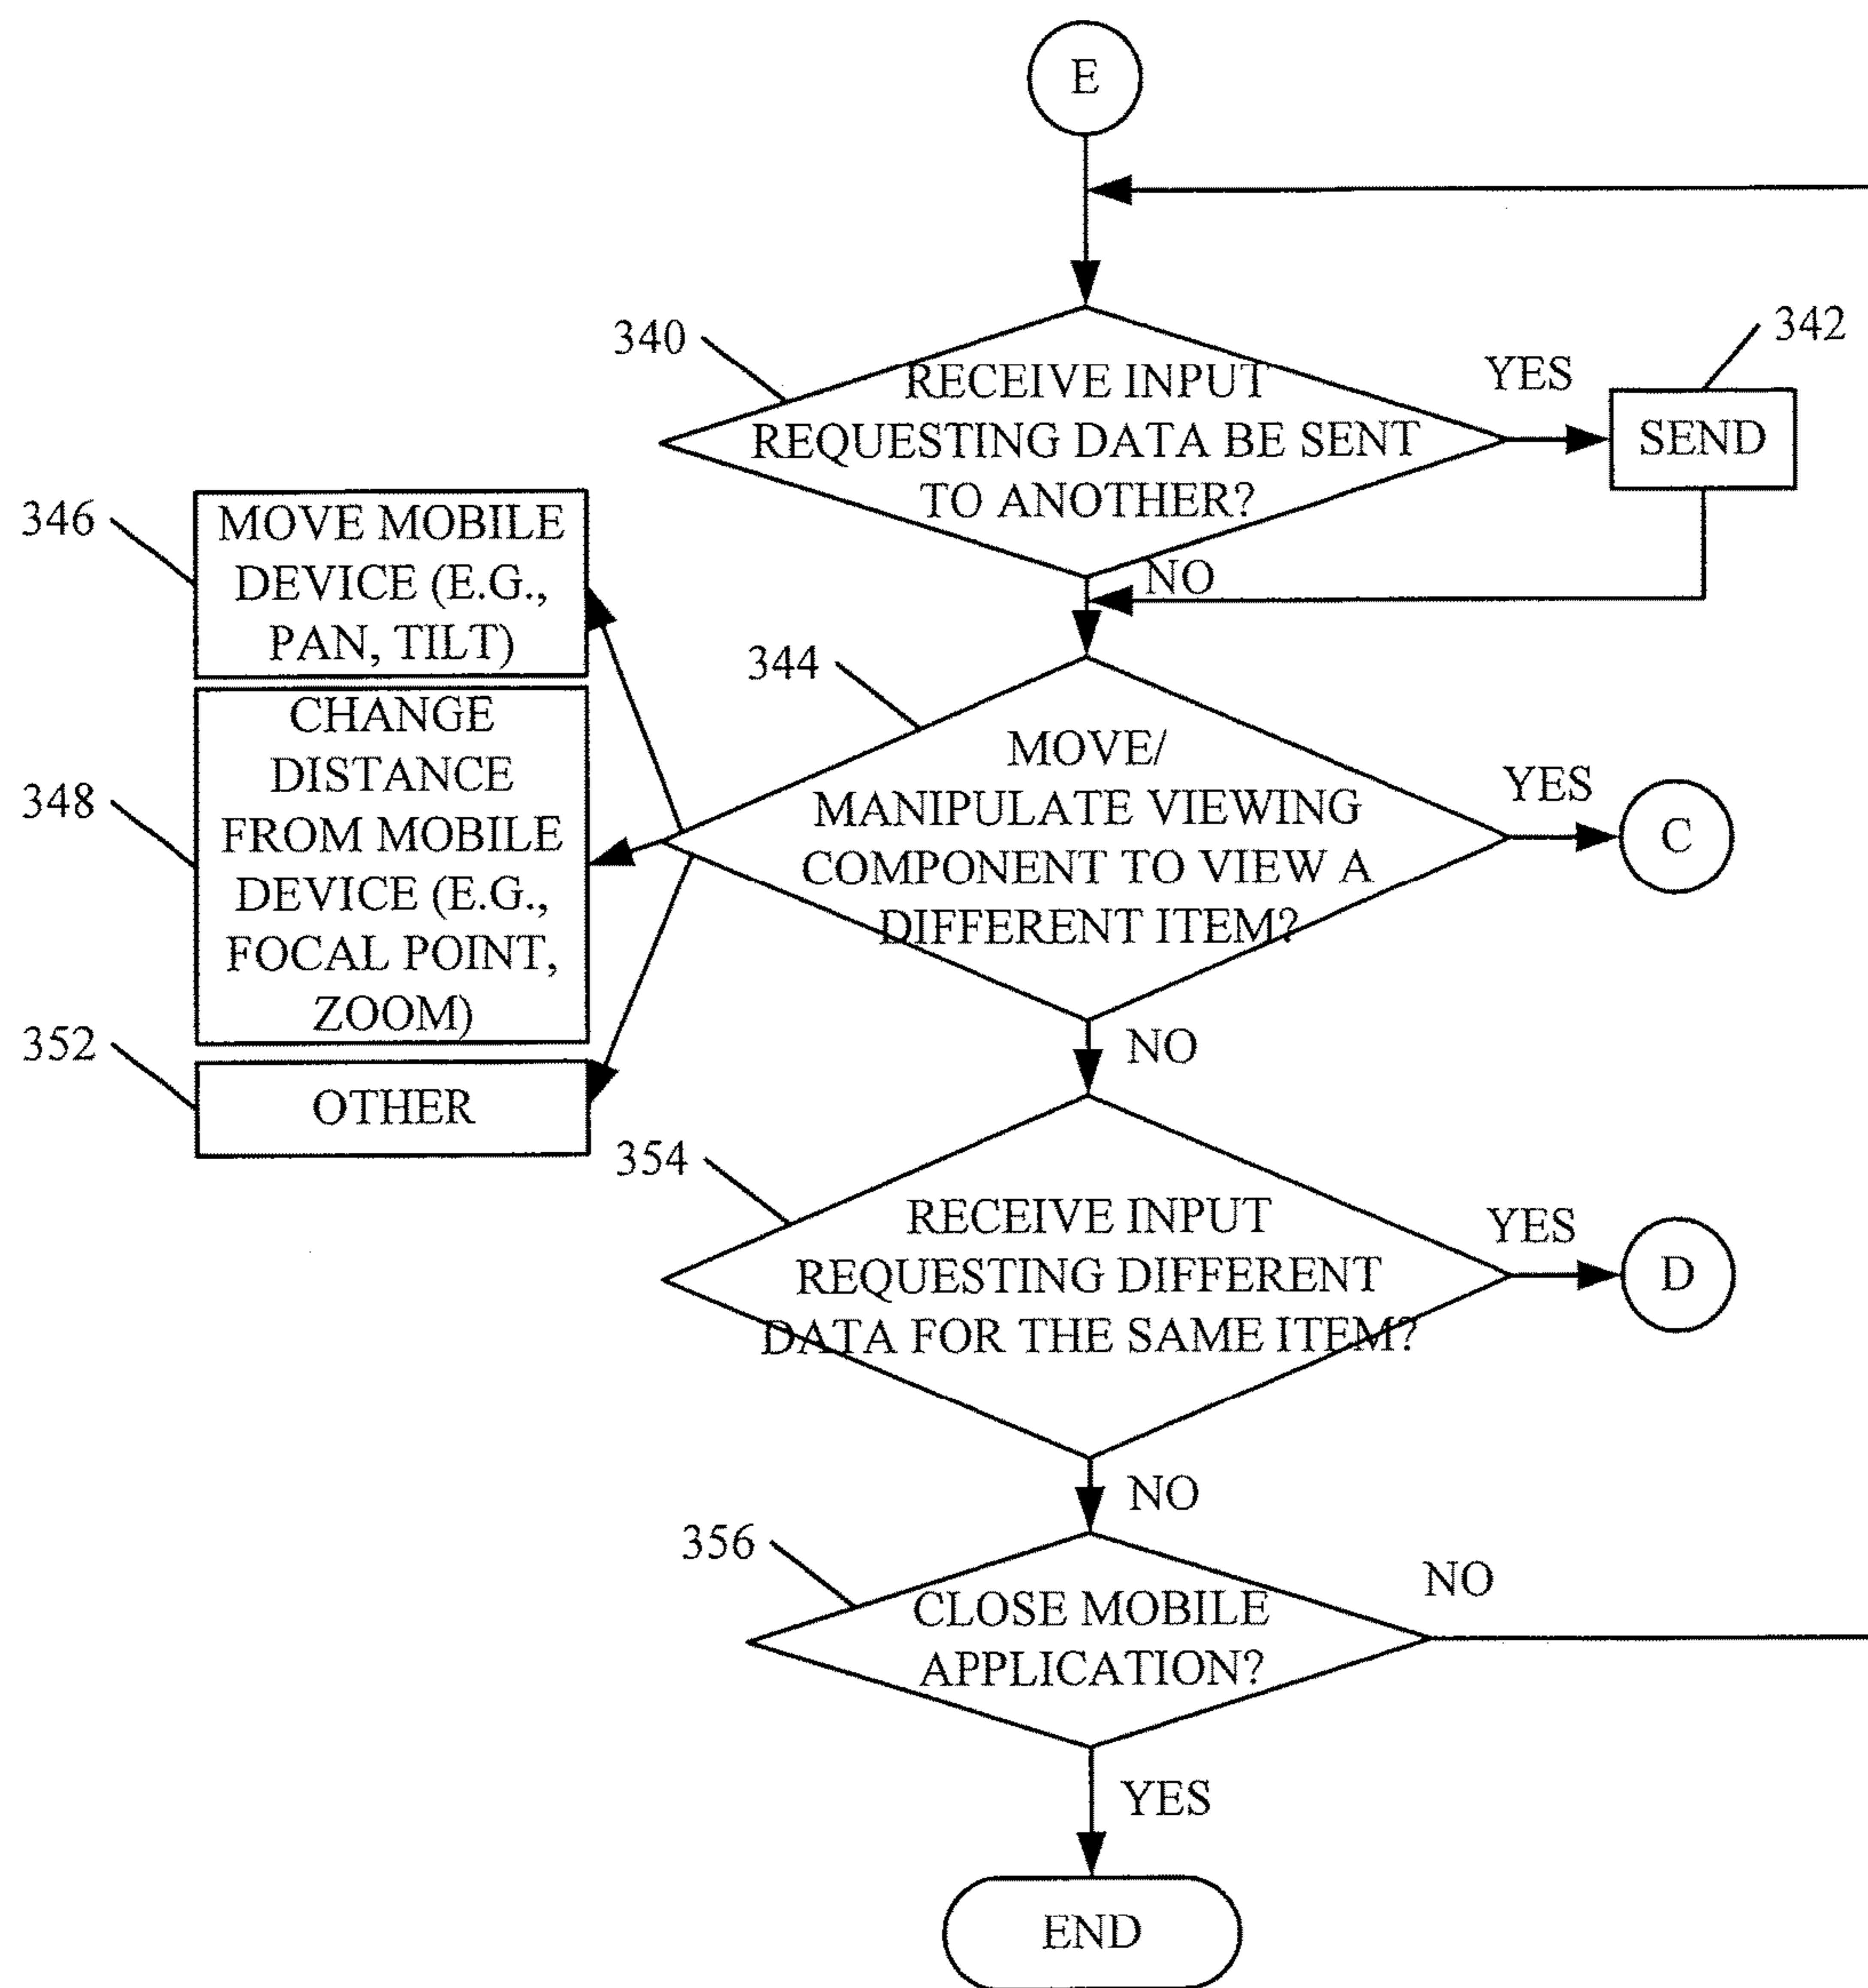 E
340
RECEIVE INPUT
REQUESTING DATA BE SENT
TO ANOTHER?
YES
342
SEND
NO
346
MOVE MOBILE
DEVICE (E.G.,
PAN, TILT)
348
CHANGE
DISTANCE
FROM MOBILE
DEVICE (E.G.,
FOCAL POINT,
ZOOM)
352
OTHER
344
MOVE/
MANIPULATE VIEWING
COMPONENT TO VIEW A
DIFFERENT ITEM?
YES
C
NO
354
RECEIVE INPUT
REQUESTING DIFFERENT
DATA FOR THE SAME ITEM?
YES
D
NO
356
CLOSE MOBILE
APPLICATION?
NO
YES
END